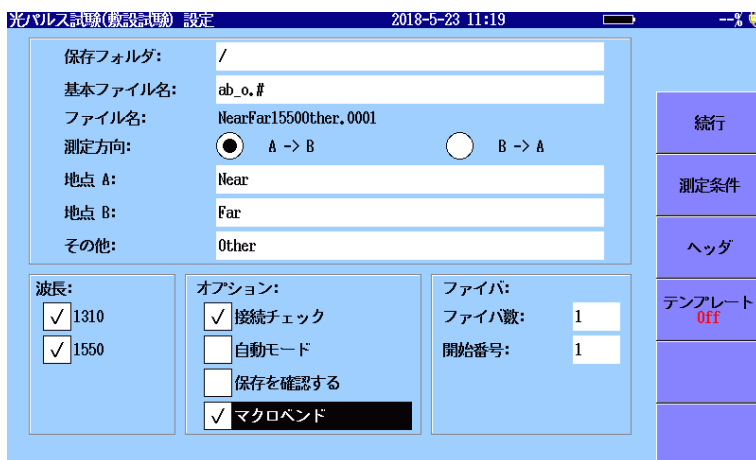 光パルス試験(敷設試験) 設定 2018-5-23 11:19 --%
保存フォルダ: /
基本ファイル名: ab_o.#
ファイル名: NearFar1550Other.0001
測定方向: A -> B B -> A
地点 A: Near
地点 B: Far
その他: Other
波長:
1310
1550
オプション:
接続チェック
自動モード
保存を確認する
マクロベンド
ファイバ:
ファイバ数: 1
開始番号: 1
続行
測定条件
ヘッダ
テンプレート
Off